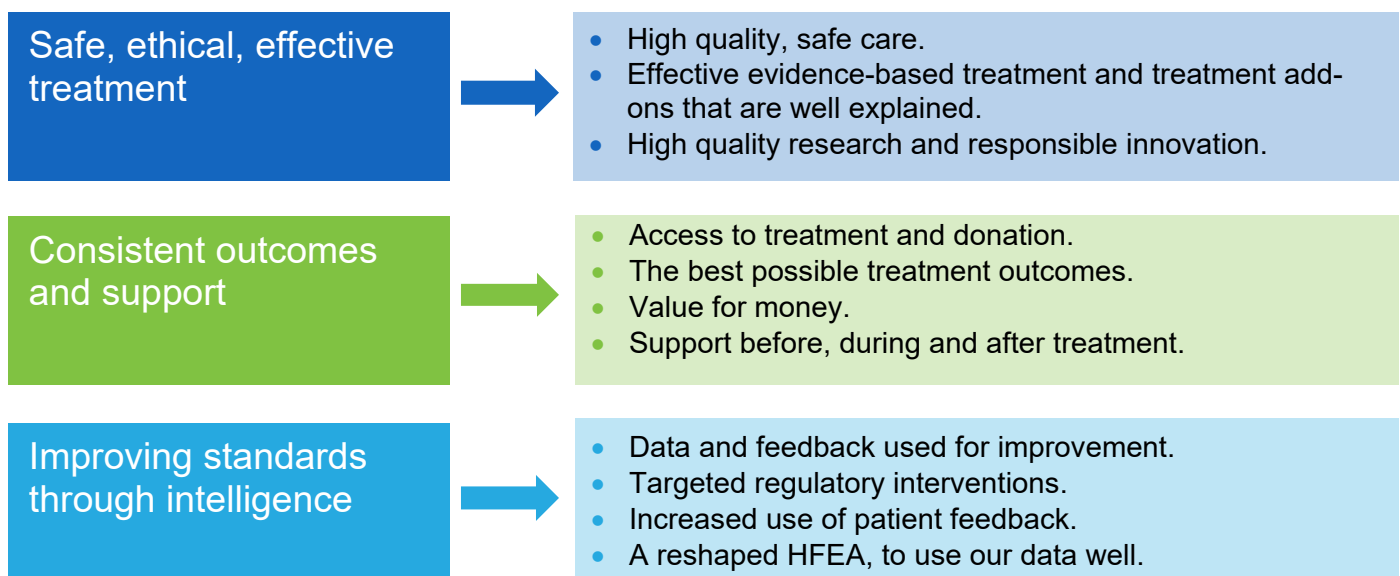 Safe, ethical, effective
treatment
• High quality, safe care.
• Effective evidence-based treatment and treatment add-
ons that are well explained.
• High quality research and responsible innovation.
Consistent outcomes
and support
• Access to treatment and donation.
• The best possible treatment outcomes.
• Value for money.
• Support before, during and after treatment.
Improving standards
through intelligence
• Data and feedback used for improvement.
• Targeted regulatory interventions.
• Increased use of patient feedback.
• A reshaped HFEA, to use our data well.